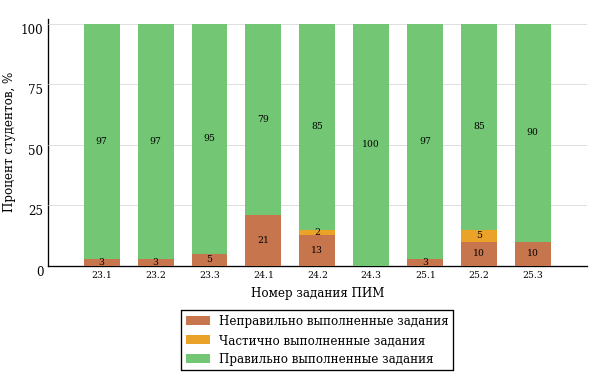 Процент студентов, %
100
75
50
25
0
97 97 95 79 85 100 97 85 90
2 5
3 3 5 21 13 3 10 10
23.1 23.2 23.3 24.1 24.2 24.3 25.1 25.2 25.3
Номер задания ПИМ
Неправильно выполненные задания
Частично выполненные задания
Правильно выполненные задания